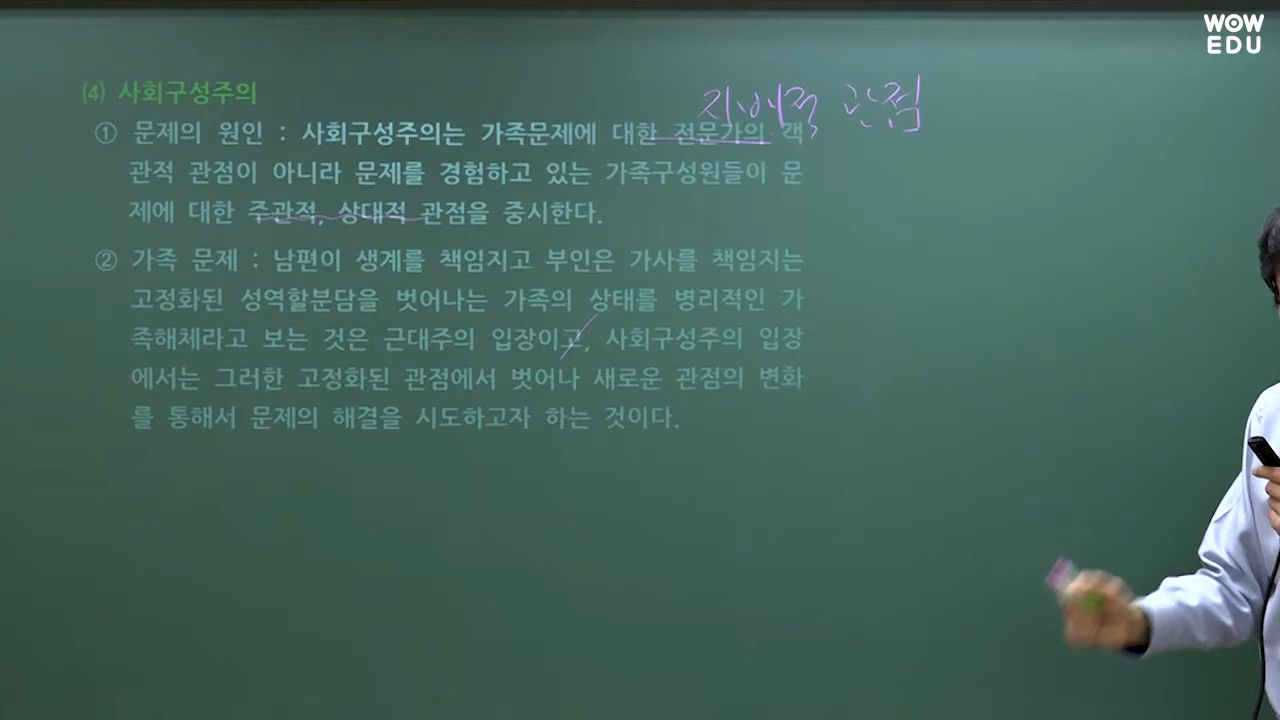 WOW
EDU
(4) 사회구성주의
관점
① 문제의 원인 : 사회구성주의는 가족문제에 대한 전문가의 객
관적 관점이 아니라 문제를 경험하고 있는 가족구성원들이 문
제에 대한 주관적, 상대적 관점을 중시한다.
② 가족 문제 : 남편이 생계를 책임지고 부인은 가사를 책임지는
고정화된 성역할분담을 벗어나는 가족의 상태를 병리적인 가
족해체라고 보는 것은 근대주의 입장이고, 사회구성주의 입장
에서는 그러한 고정화된 관점에서 벗어나 새로운 관점의 변화
를 통해서 문제의 해결을 시도하고자 하는 것이다.